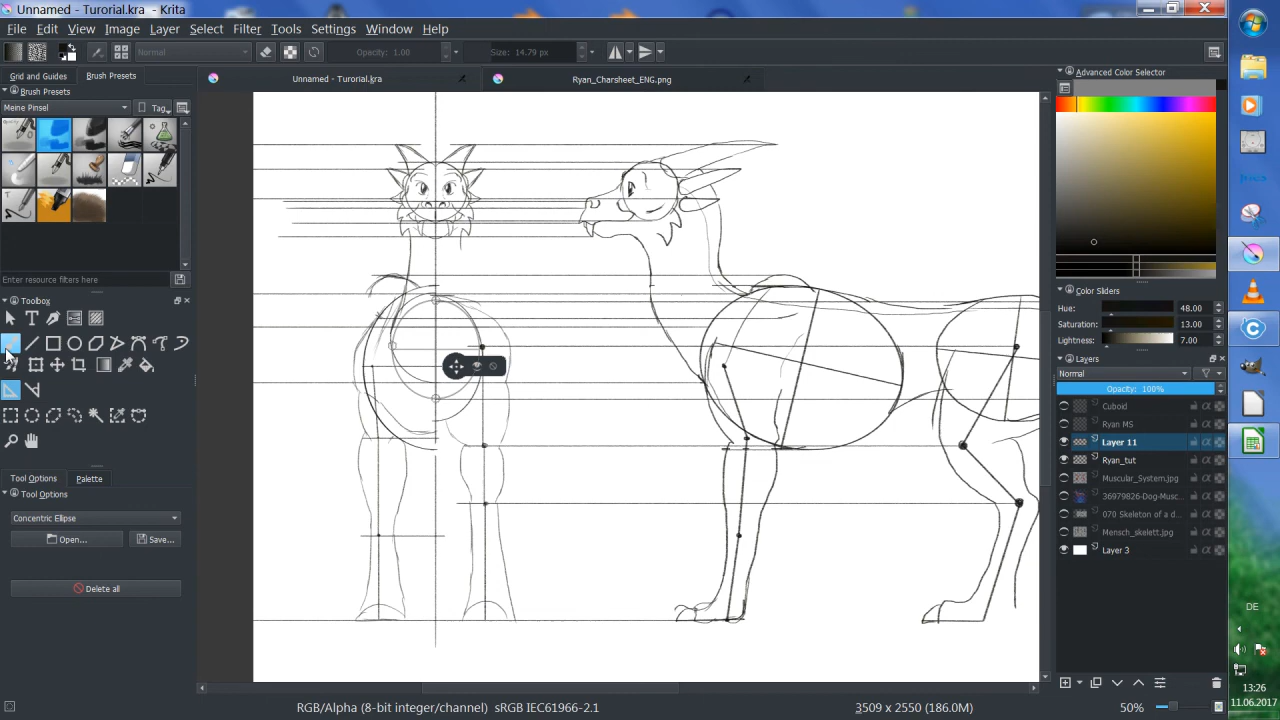 Unnamed - Turorial.kra - Krita
File Edit View Image Layer Select Filter Tools Settings Window Help
Normal Opacity: 1.00 Size: 14.79 px
Grid and Guides Brush Presets
Unnamed - Turorial.kra Ryan_Charsheet_ENG.png
Brush Presets
Meine Pinsel Tag
Enter resource filters here
Toolbox
Tool Options Palette
Tool Options
Concentric Ellipse
Open... Save...
Delete all
Advanced Color Selector
Color Sliders
Hue: 48.00
Saturation: 13.00
Lightness: 7.00
Layers
Normal
Opacity: 100%
Cuboid
Ryan MS
Layer 11
Ryan_tut
Muscular_System.jpg
36979826-Dog-Musc...
070 Skeleton of a d...
Mensch_skelett.jpg
Layer 3
RGB/Alpha (8-bit integer/channel) sRGB IEC61966-2.1 3509 x 2550 (186.0M) 50%
DE
13:26
11.06.2017